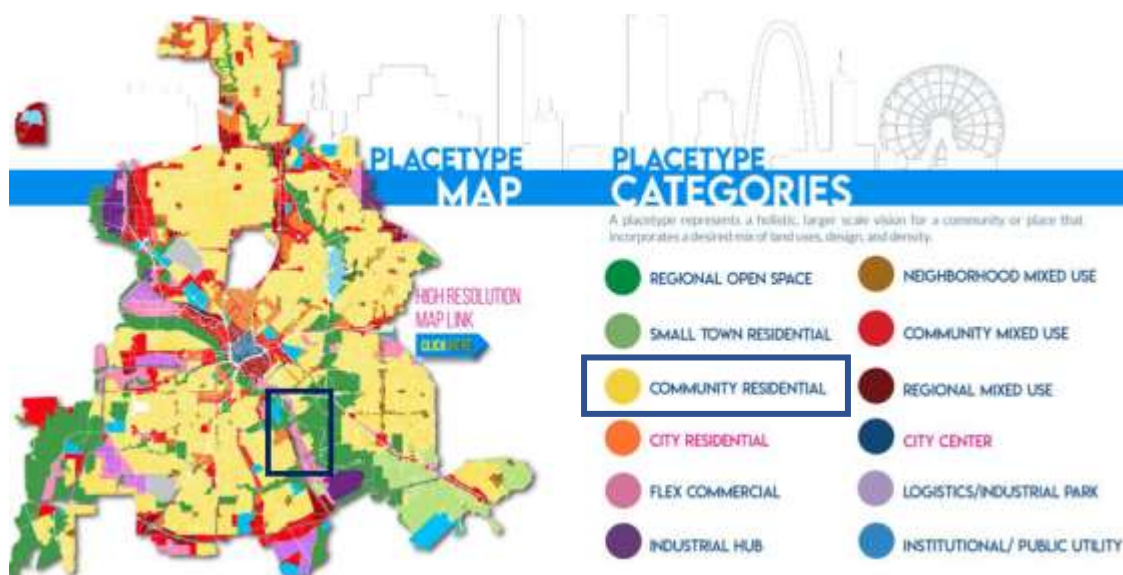 PLACETYPE
MAP
HIGH RESOLUTION
MAP LINK
CLICK HERE
PLACETYPE
CATEGORIES
A placetype represents a holistic, larger scale vision for a community or place that
incorporates a desired mix of land uses, design, and density.
REGIONAL OPEN SPACE
SMALL TOWN RESIDENTIAL
COMMUNITY RESIDENTIAL
CITY RESIDENTIAL
FLEX COMMERCIAL
INDUSTRIAL HUB
NEIGHBORHOOD MIXED USE
COMMUNITY MIXED USE
REGIONAL MIXED USE
CITY CENTER
LOGISTICS/INDUSTRIAL PARK
INSTITUTIONAL/ PUBLIC UTILITY